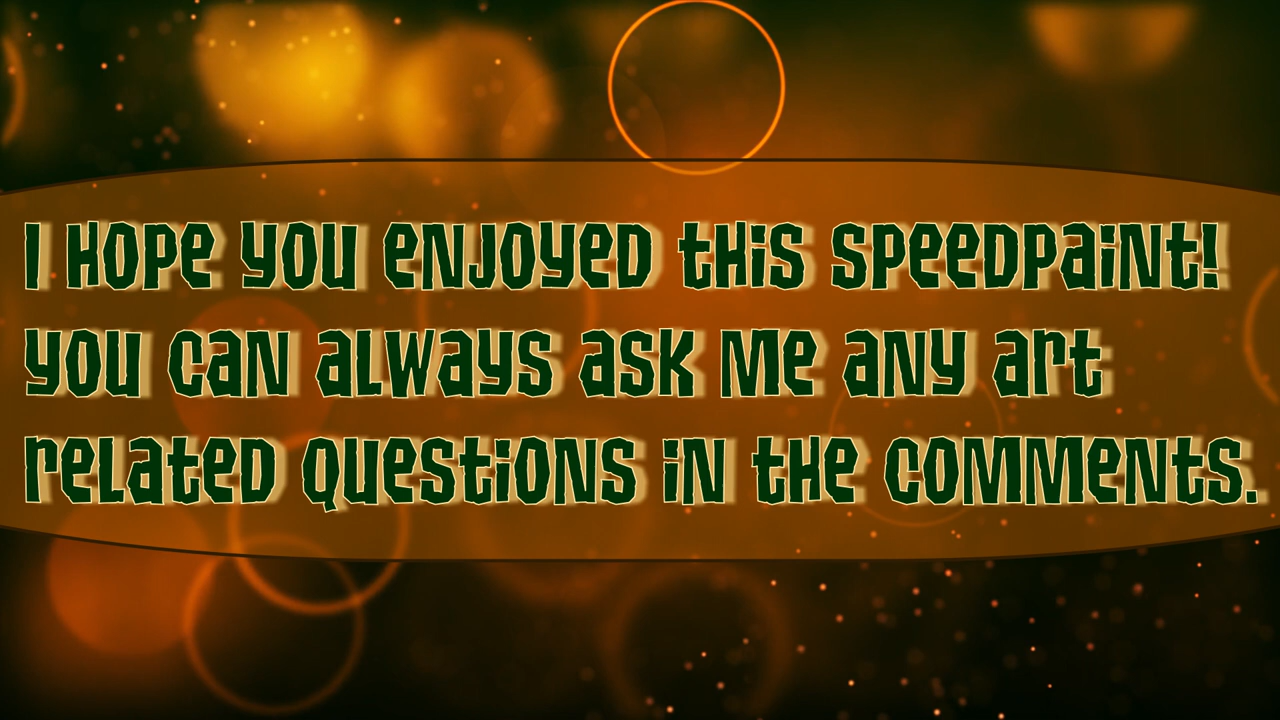 I hope you enjoyed this speedpaint!
you can always ask me any art
related questions in the comments.